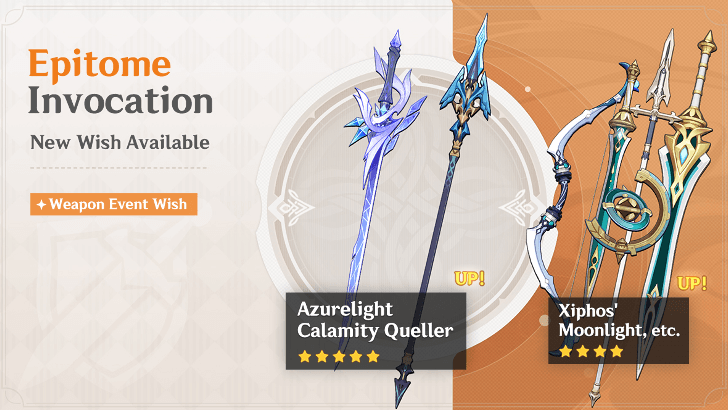 Epitome
Invocation
New Wish Available
Weapon Event Wish
UP!
Azurelight
Calamity Queller
UP!
Xiphos'
Moonlight, etc.